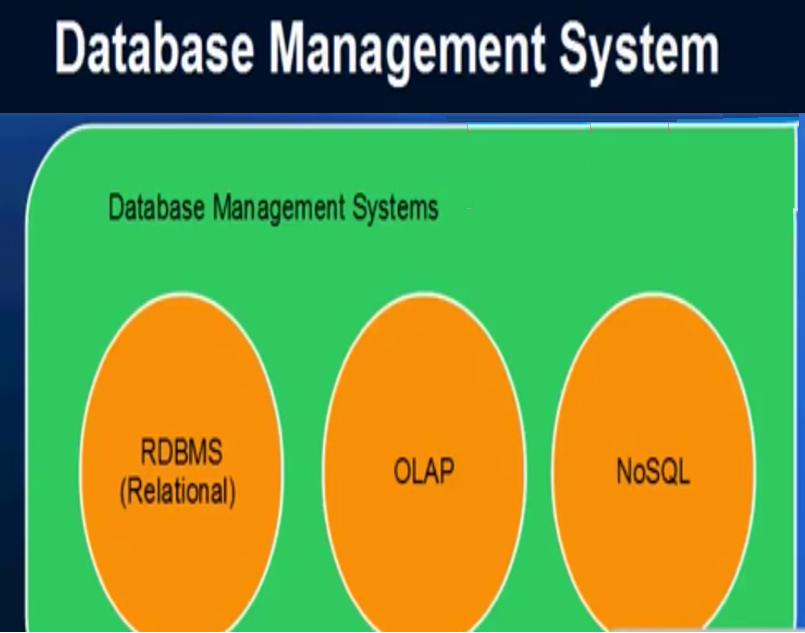 Database Management System
Database Management Systems
RDBMS
(Relational)
OLAP
NoSQL